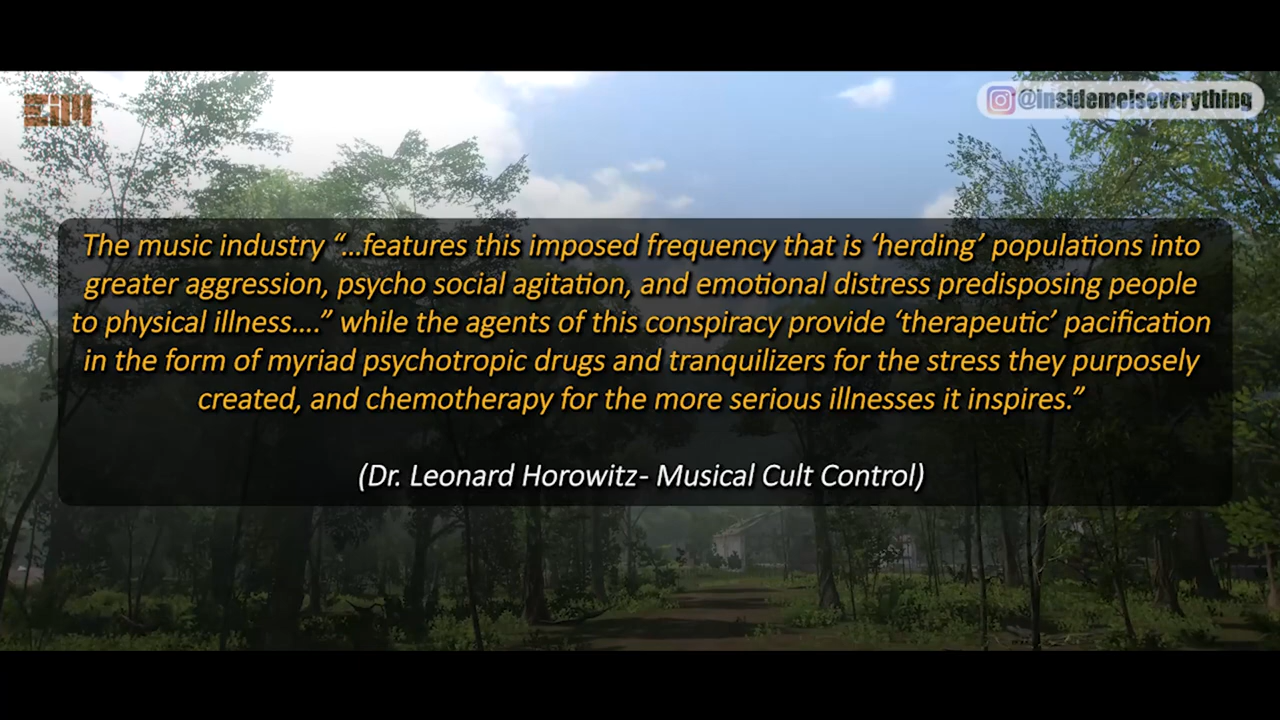 EiM
@insidemeiseverything
The music industry “...features this imposed frequency that is ‘herding’ populations into
greater aggression, psycho social agitation, and emotional distress predisposing people
to physical illness....” while the agents of this conspiracy provide ‘therapeutic’ pacification
in the form of myriad psychotropic drugs and tranquilizers for the stress they purposely
created, and chemotherapy for the more serious illnesses it inspires.”
(Dr. Leonard Horowitz- Musical Cult Control)